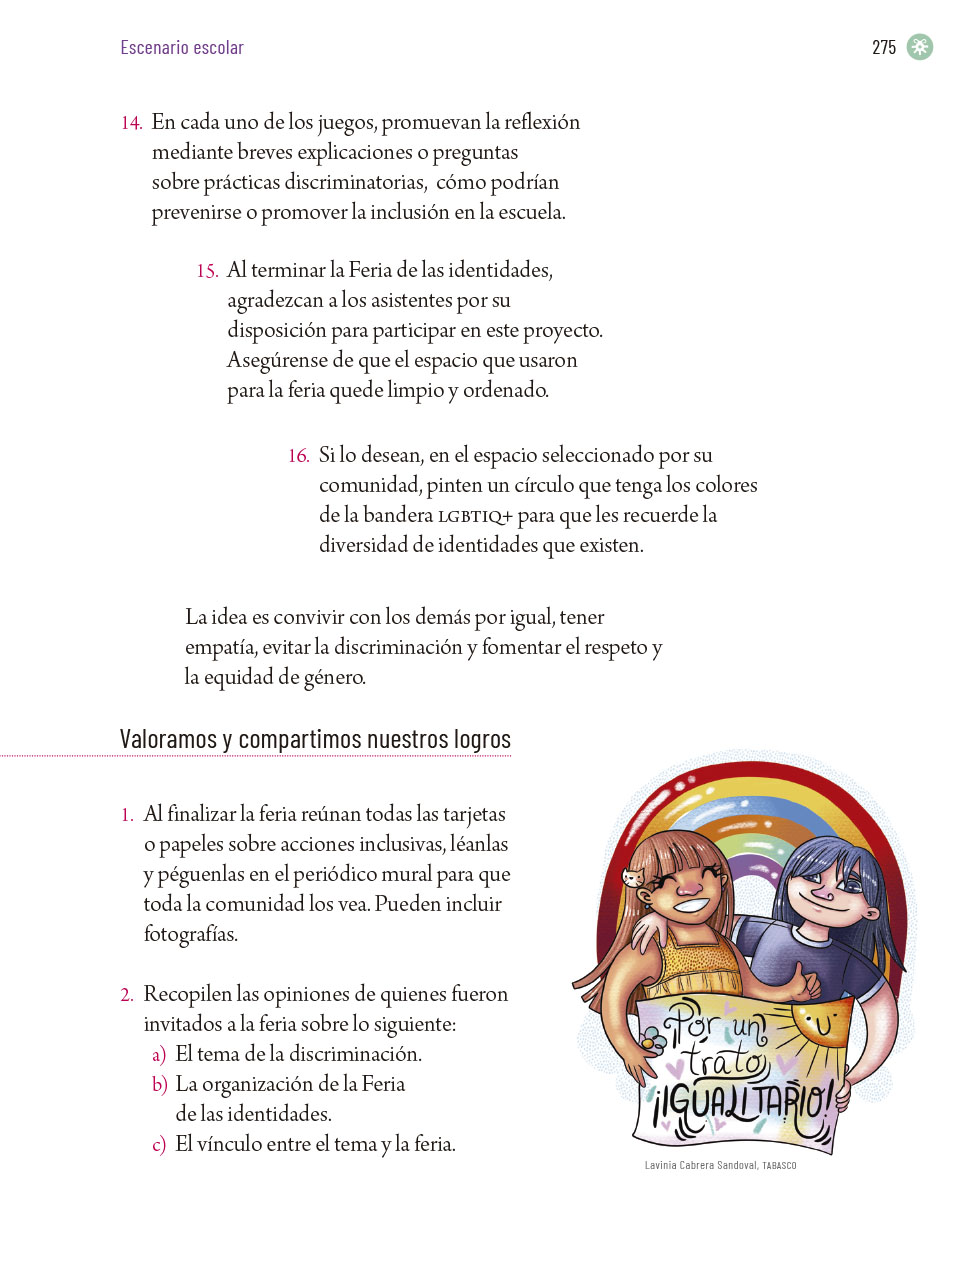 Escenario escolar
275
14. En cada uno de los juegos, promuevan la reflexión
mediante breves explicaciones o preguntas
sobre prácticas discriminatorias, cómo podrían
prevenirse o promover la inclusión en la escuela.
15. Al terminar la Feria de las identidades,
agradezcan a los asistentes por su
disposición para participar en este proyecto.
Asegúrense de que el espacio que usaron
para la feria quede limpio y ordenado.
16. Si lo desean, en el espacio seleccionado por su
comunidad, pinten un círculo que tenga los colores
de la bandera LGBTIQ+ para que les recuerde la
diversidad de identidades que existen.
La idea es convivir con los demás por igual, tener
empatía, evitar la discriminación y fomentar el respeto y
la equidad de género.
Valoramos y compartimos nuestros logros
1. Al finalizar la feria reúnan todas las tarjetas
o papeles sobre acciones inclusivas, léanlas
y péguenlas en el periódico mural para que
toda la comunidad los vea. Pueden incluir
fotografías.
2. Recopilen las opiniones de quienes fueron
invitados a la feria sobre lo siguiente:
a) El tema de la discriminación.
b) La organización de la Feria
de las identidades.
c) El vínculo entre el tema y la feria.
Por un
trato
¡IGUALITARIO!
Lavinia Cabrera Sandoval, TABASCO